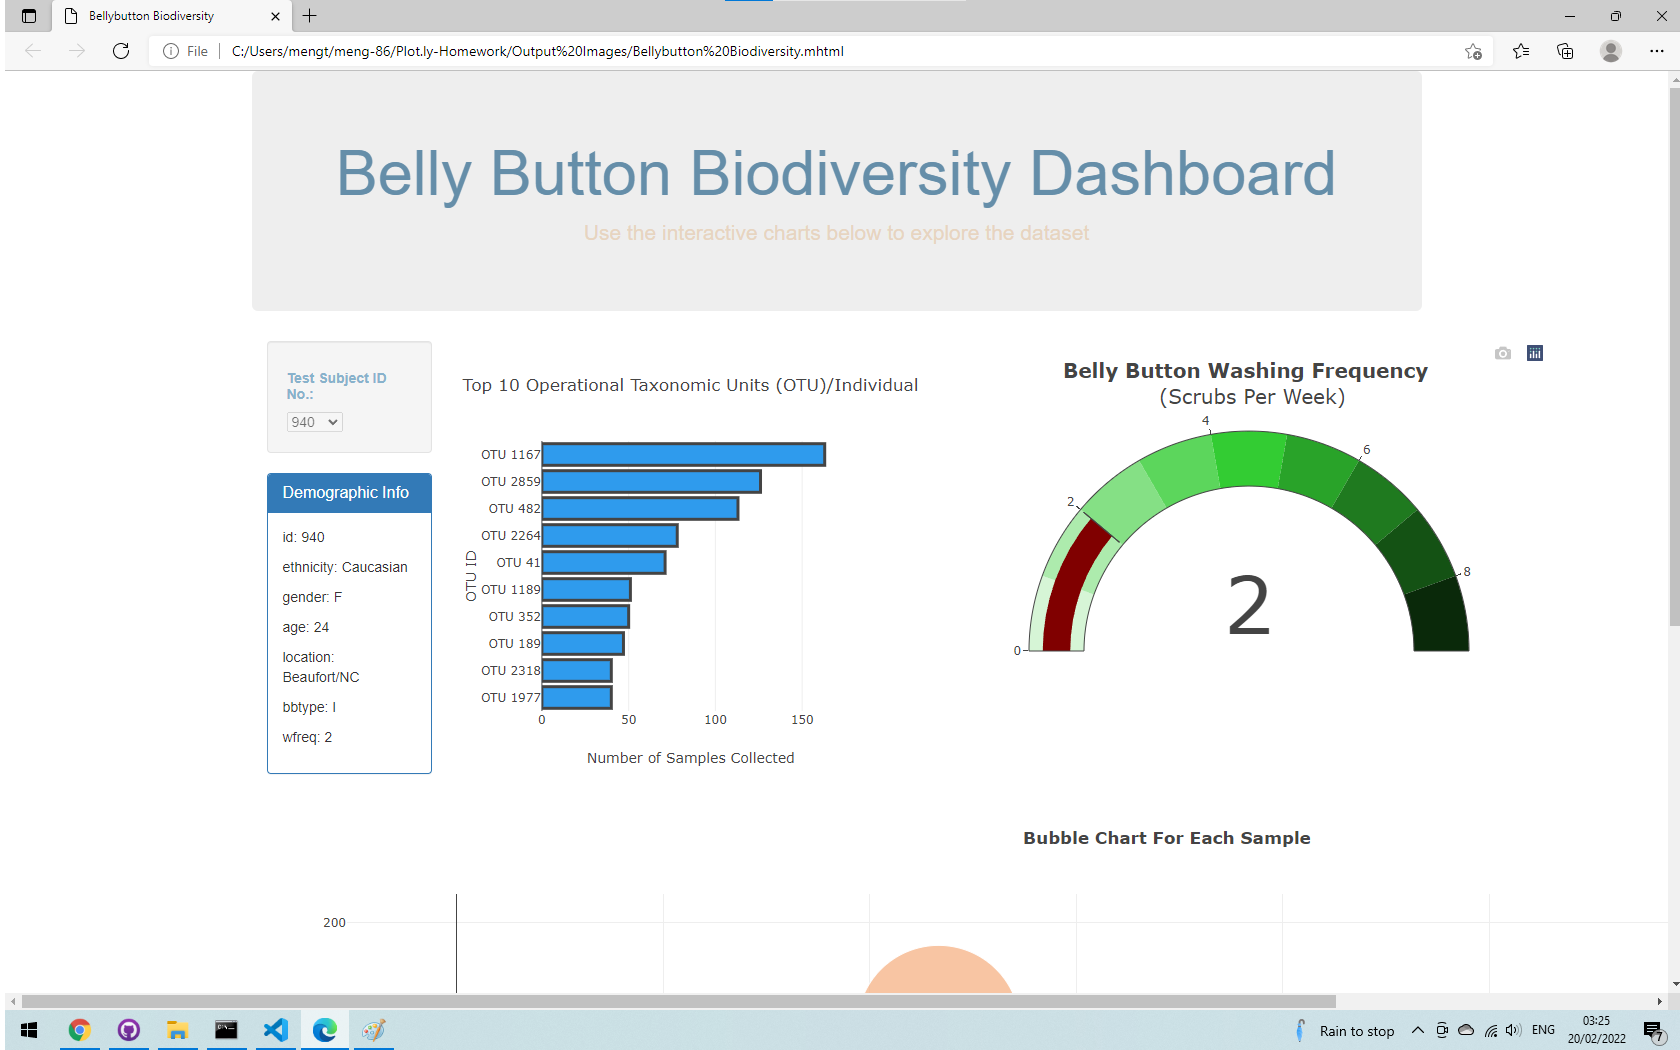 Bellybutton Biodiversity
File
C:/Users/mengt/meng-86/Plot.ly-Homework/Output%20Images/Bellybutton%20Biodiversity.mhtml
Belly Button Biodiversity Dashboard
Use the interactive charts below to explore the dataset
Test Subject ID
No.:
940
Demographic Info
id: 940
ethnicity: Caucasian
gender: F
age: 24
location:
Beaufort/NC
bbtype: I
wfreq: 2
Top 10 Operational Taxonomic Units (OTU)/Individual
OTU ID
OTU 1167
OTU 2859
OTU 482
OTU 2264
OTU 41
OTU 1189
OTU 352
OTU 189
OTU 2318
OTU 1977
0 50 100 150
Number of Samples Collected
Belly Button Washing Frequency
(Scrubs Per Week)
0
2
4
6
8
2
Bubble Chart For Each Sample
200
Rain to stop
ENG
03:25
20/02/2022
7